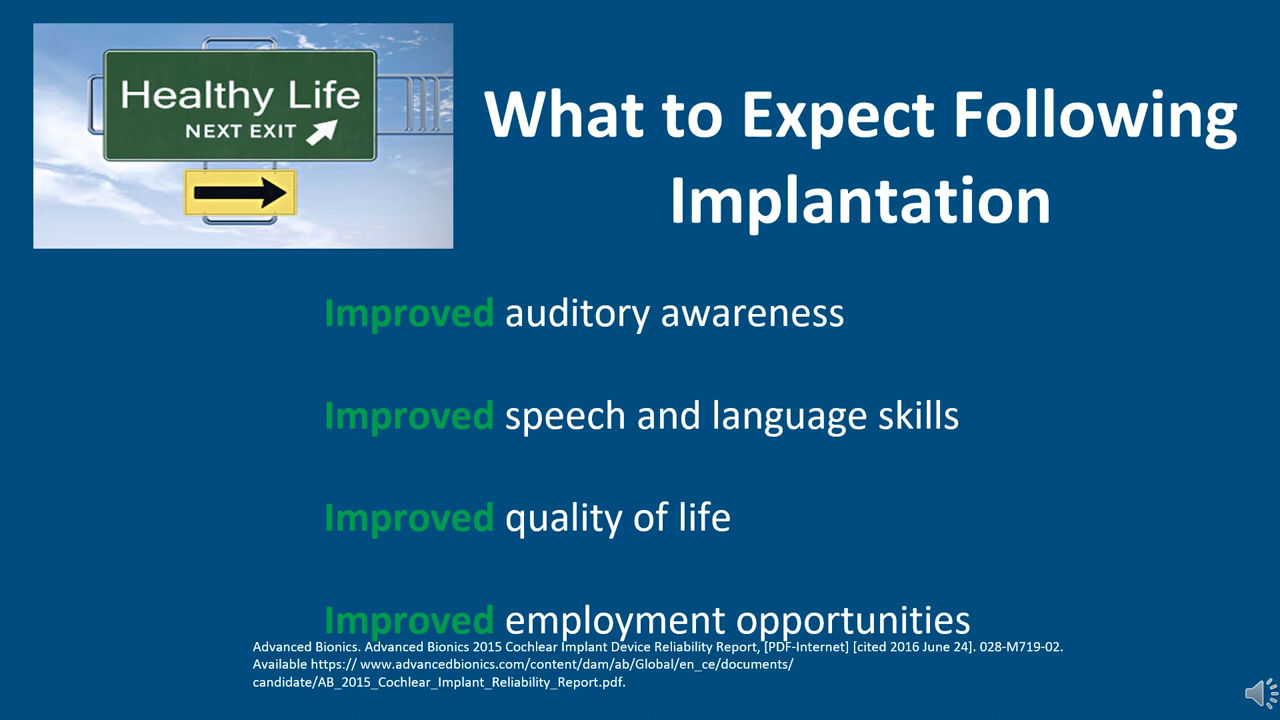 Healthy Life
NEXT EXIT
What to Expect Following
Implantation
Improved auditory awareness
Improved speech and language skills
Improved quality of life
Improved employment opportunities
Advanced Bionics. Advanced Bionics 2015 Cochlear Implant Device Reliability Report, [PDF-Internet] [cited 2016 June 24]. 028-M719-02.
Available https:// www.advancedbionics.com/content/dam/ab/Global/en_ce/documents/
candidate/AB_2015_Cochlear_Implant_Reliability_Report.pdf.